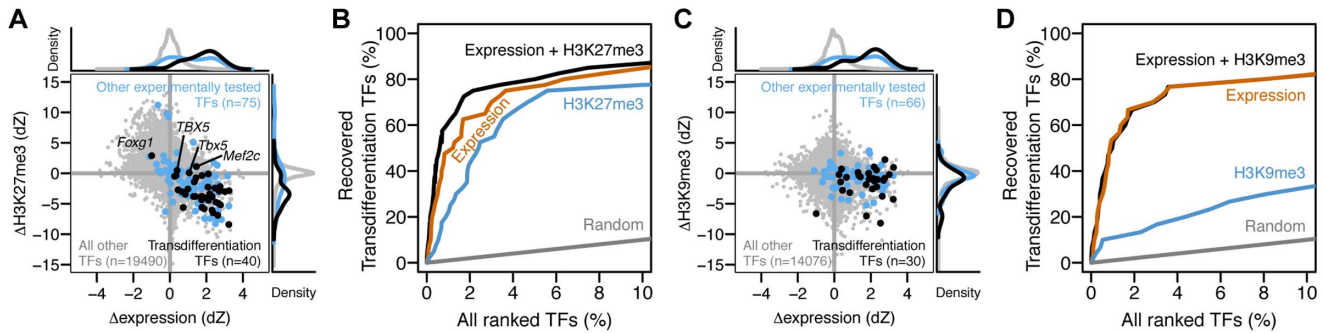 A
Density
15
10
5
0
−5
−10
−15
ΔH3K27me3 (dZ)
Other experimentally tested
TFs (n=75)
Foxg1
TBX5
Tbx5
Mef2c
All other
TFs (n=19490)
Transdifferentiation
TFs (n=40)
Density
−4 −2 0 2 4
Δexpression (dZ)
B
100
80
60
40
20
0
Recovered
Transdifferentiation TFs (%)
Expression + H3K27me3
Expression
H3K27me3
Random
0 2 4 6 8 10
All ranked TFs (%)
C
Density
15
10
5
0
−5
−10
−15
ΔH3K9me3 (dZ)
Other experimentally tested
TFs (n=66)
All other
TFs (n=14076)
Transdifferentiation
TFs (n=30)
Density
−4 −2 0 2 4
Δexpression (dZ)
D
100
80
60
40
20
0
Recovered
Transdifferentiation TFs (%)
Expression + H3K9me3
Expression
H3K9me3
Random
0 2 4 6 8 10
All ranked TFs (%)